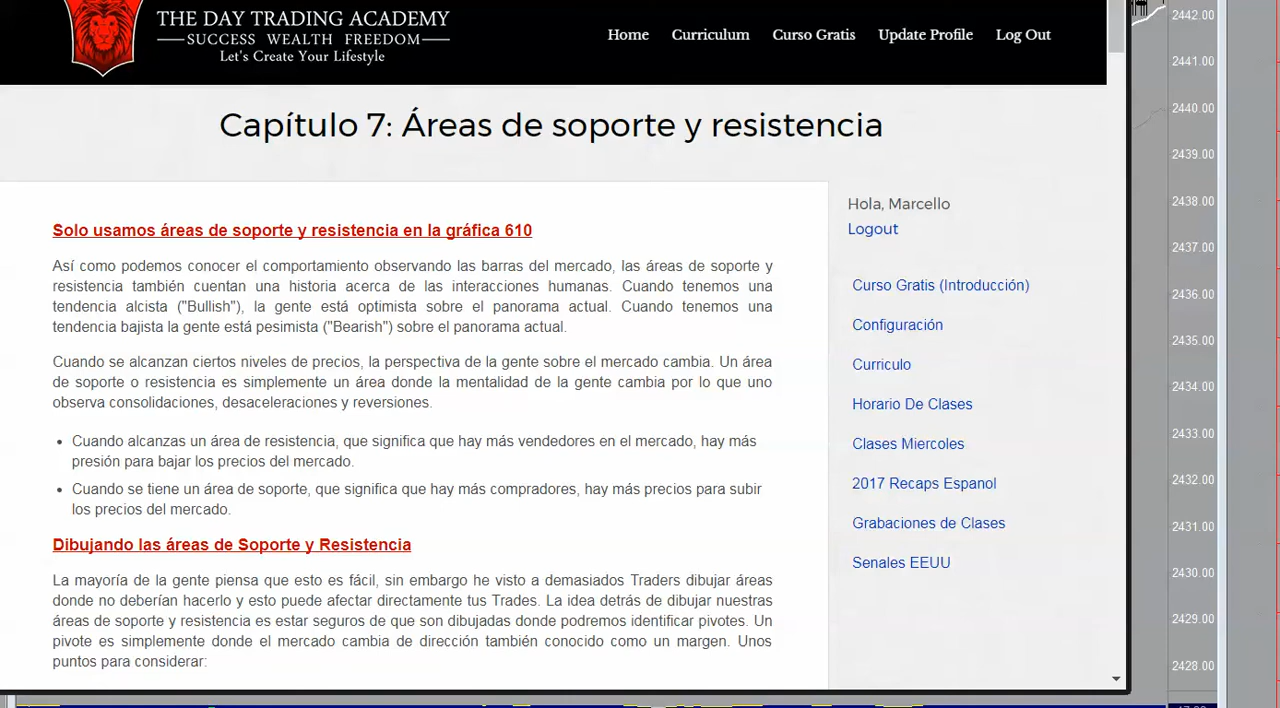 THE DAY TRADING ACADEMY
SUCCESS WEALTH FREEDOM
Let's Create Your Lifestyle
Home
Curriculum
Curso Gratis
Update Profile
Log Out
Capítulo 7: Áreas de soporte y resistencia
Solo usamos áreas de soporte y resistencia en la gráfica 610
Así como podemos conocer el comportamiento observando las barras del mercado, las áreas de soporte y
resistencia también cuentan una historia acerca de las interacciones humanas. Cuando tenemos una
tendencia alcista ("Bullish"), la gente está optimista sobre el panorama actual. Cuando tenemos una
tendencia bajista la gente está pesimista ("Bearish") sobre el panorama actual.
Cuando se alcanzan ciertos niveles de precios, la perspectiva de la gente sobre el mercado cambia. Un área
de soporte o resistencia es simplemente un área donde la mentalidad de la gente cambia por lo que uno
observa consolidaciones, desaceleraciones y reversiones.
• Cuando alcanzas un área de resistencia, que significa que hay más vendedores en el mercado, hay más
presión para bajar los precios del mercado.
• Cuando se tiene un área de soporte, que significa que hay más compradores, hay más precios para subir
los precios del mercado.
Dibujando las áreas de Soporte y Resistencia
La mayoría de la gente piensa que esto es fácil, sin embargo he visto a demasiados Traders dibujar áreas
donde no deberían hacerlo y esto puede afectar directamente tus Trades. La idea detrás de dibujar nuestras
áreas de soporte y resistencia es estar seguros de que son dibujadas donde podremos identificar pivotes. Un
pivote es simplemente donde el mercado cambia de dirección también conocido como un margen. Unos
puntos para considerar:
Hola, Marcello
Logout
Curso Gratis (Introducción)
Configuración
Curriculo
Horario De Clases
Clases Miercoles
2017 Recaps Espanol
Grabaciones de Clases
Senales EEUU
2442.00
2441.00
2440.00
2439.00
2438.00
2437.00
2436.00
2435.00
2434.00
2433.00
2432.00
2431.00
2430.00
2429.00
2428.00